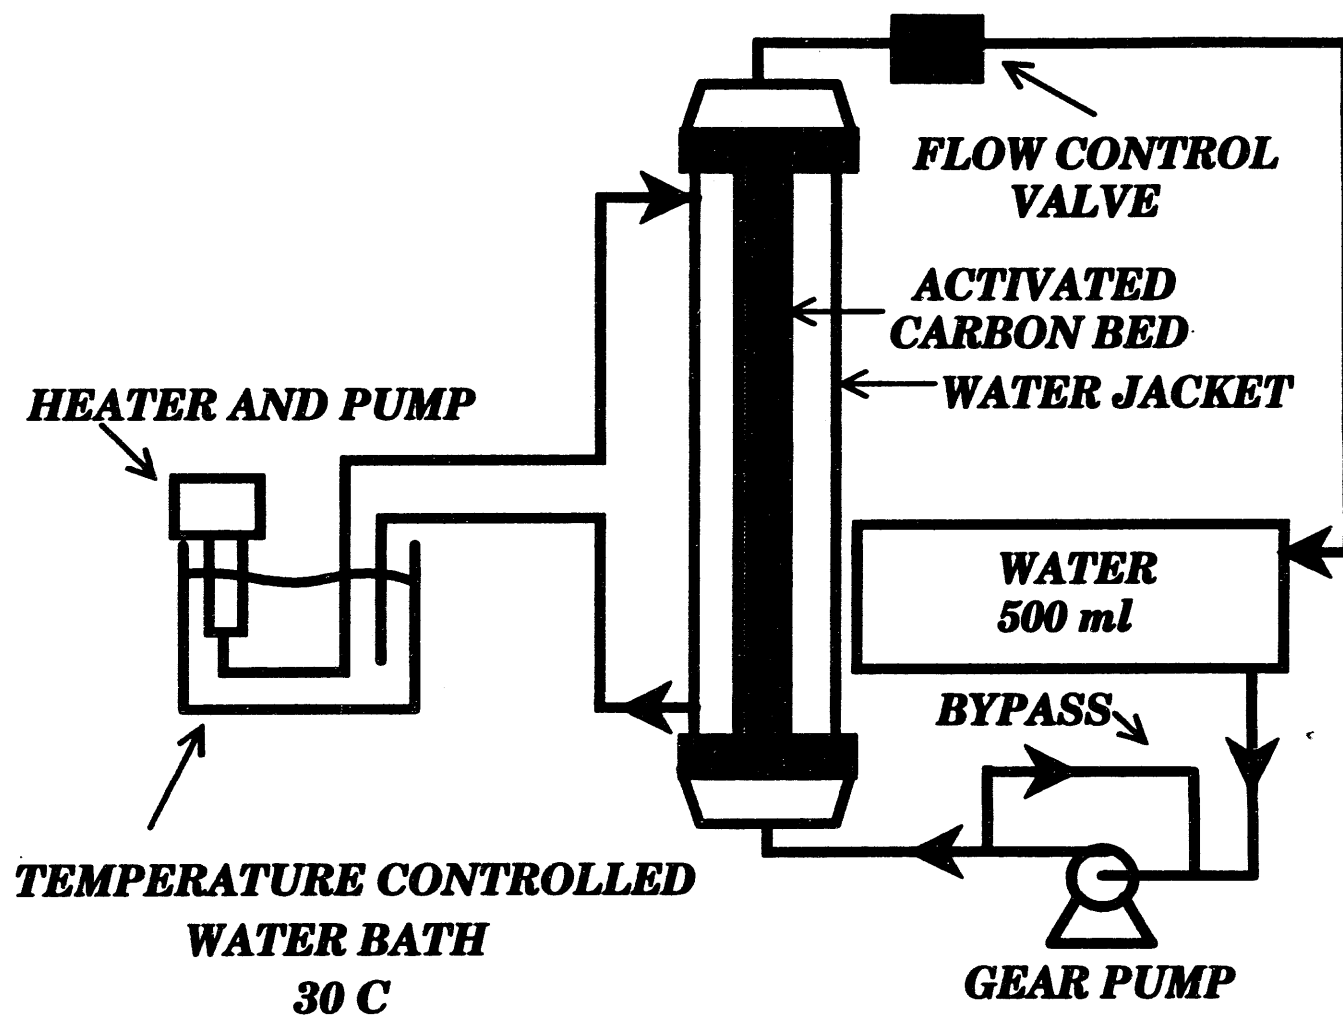 FLOW CONTROL
VALVE
ACTIVATED
CARBON BED
WATER JACKET
HEATER AND PUMP
WATER
500 ml
BYPASS
TEMPERATURE CONTROLLED
WATER BATH
30 C
GEAR PUMP